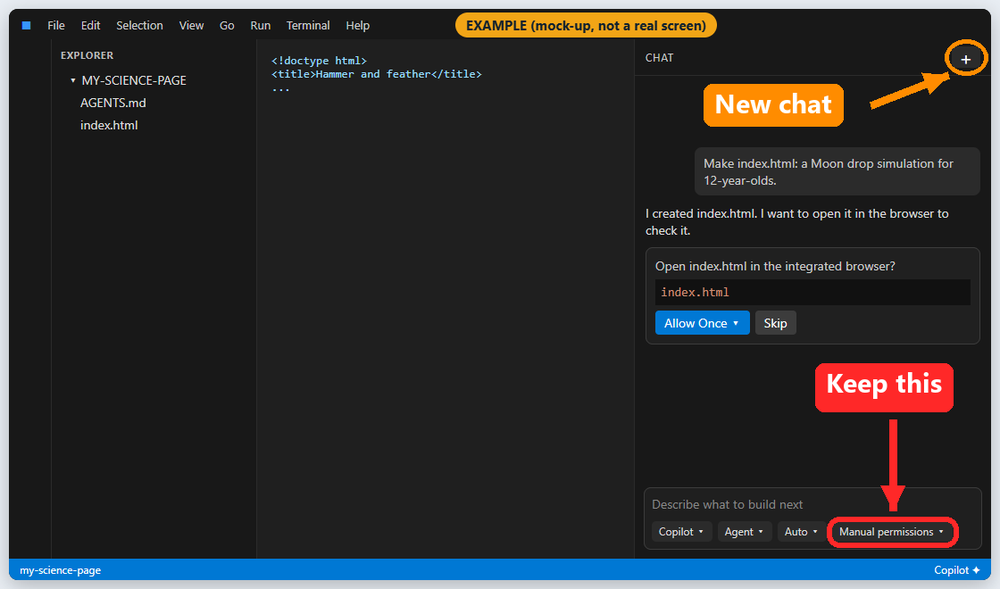 File Edit Selection View Go Run Terminal Help
EXAMPLE (mock-up, not a real screen)
EXPLORER
MY-SCIENCE-PAGE
AGENTS.md
index.html
<!doctype html>
<title>Hammer and feather</title>
...
CHAT
+
New chat
Make index.html: a Moon drop simulation for
12-year-olds.
I created index.html. I want to open it in the browser to
check it.
Open index.html in the integrated browser?
index.html
Allow Once
Skip
Keep this
Describe what to build next
Copilot Agent Auto Manual permissions
my-science-page
Copilot